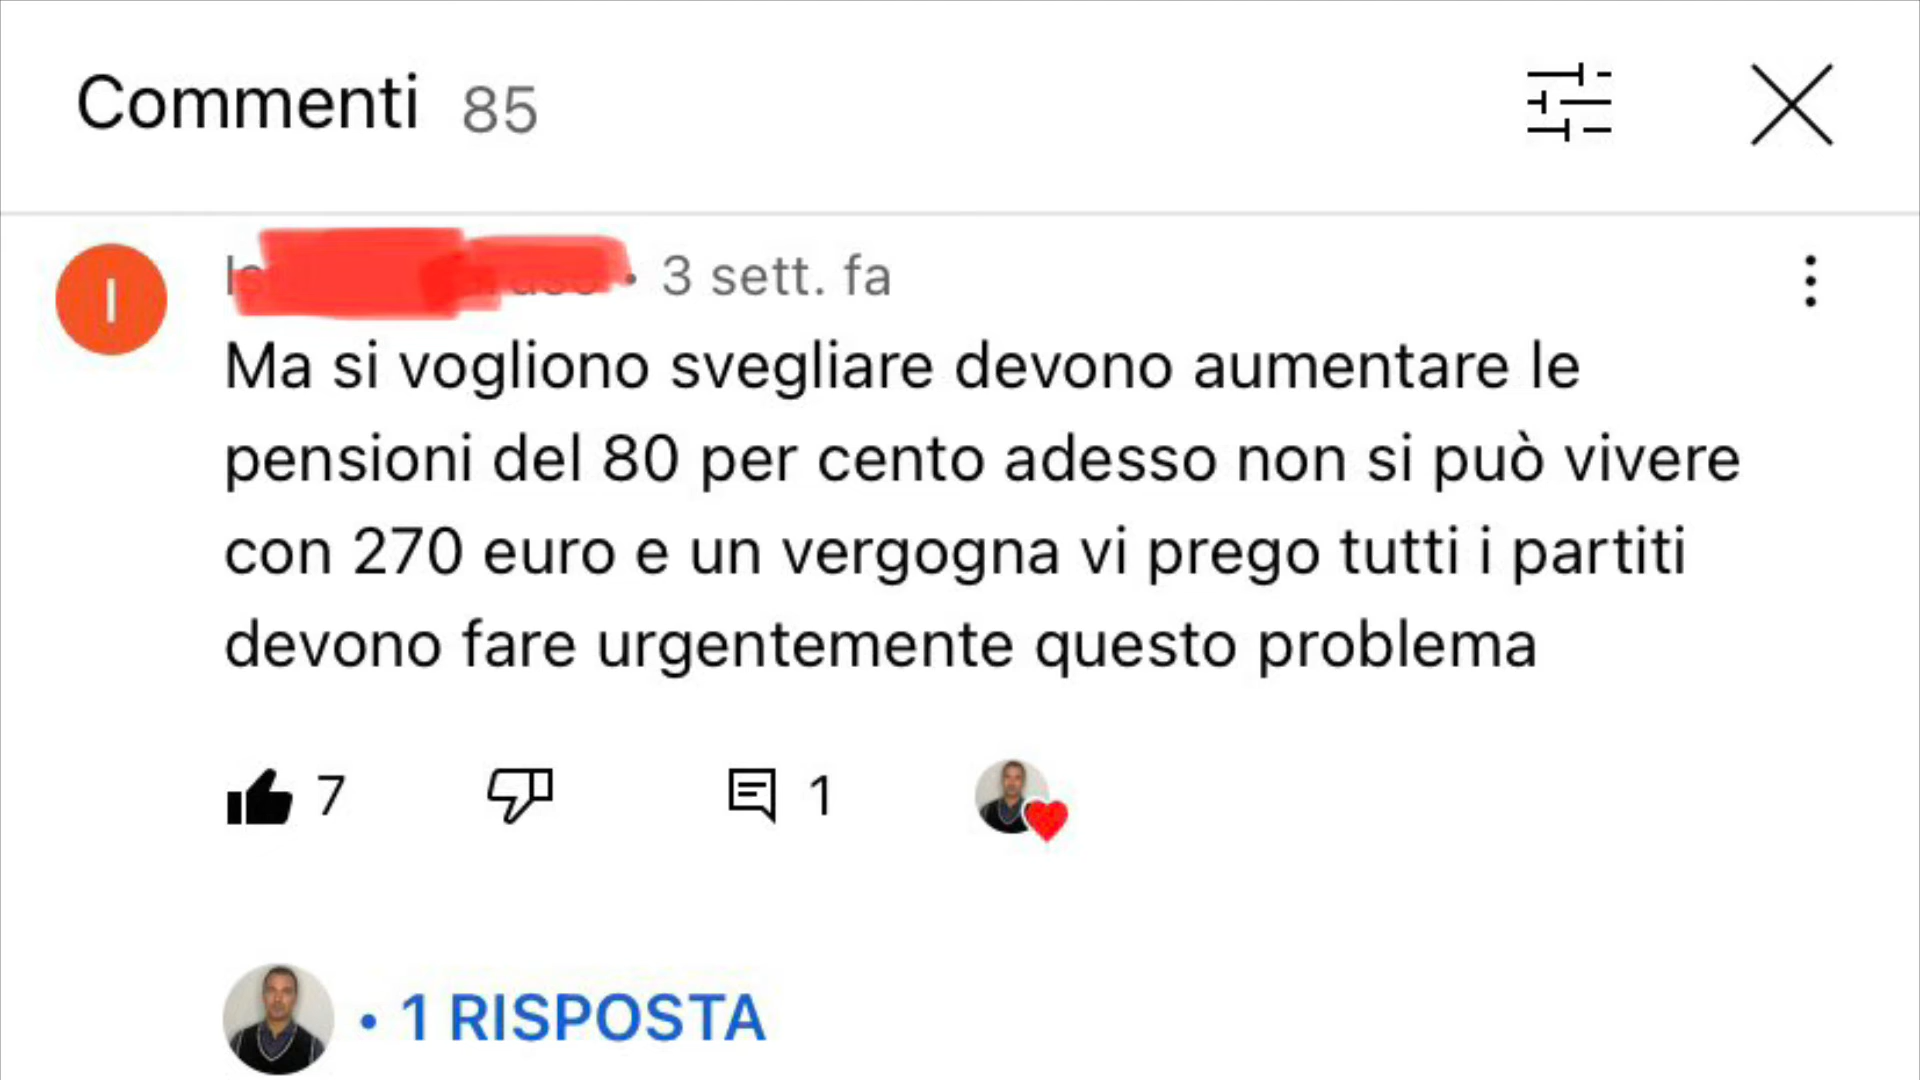 Commenti 85
I
• 3 sett. fa
Ma si vogliono svegliare devono aumentare le
pensioni del 80 per cento adesso non si può vivere
con 270 euro e un vergogna vi prego tutti i partiti
devono fare urgentemente questo problema
7 1
• 1 RISPOSTA